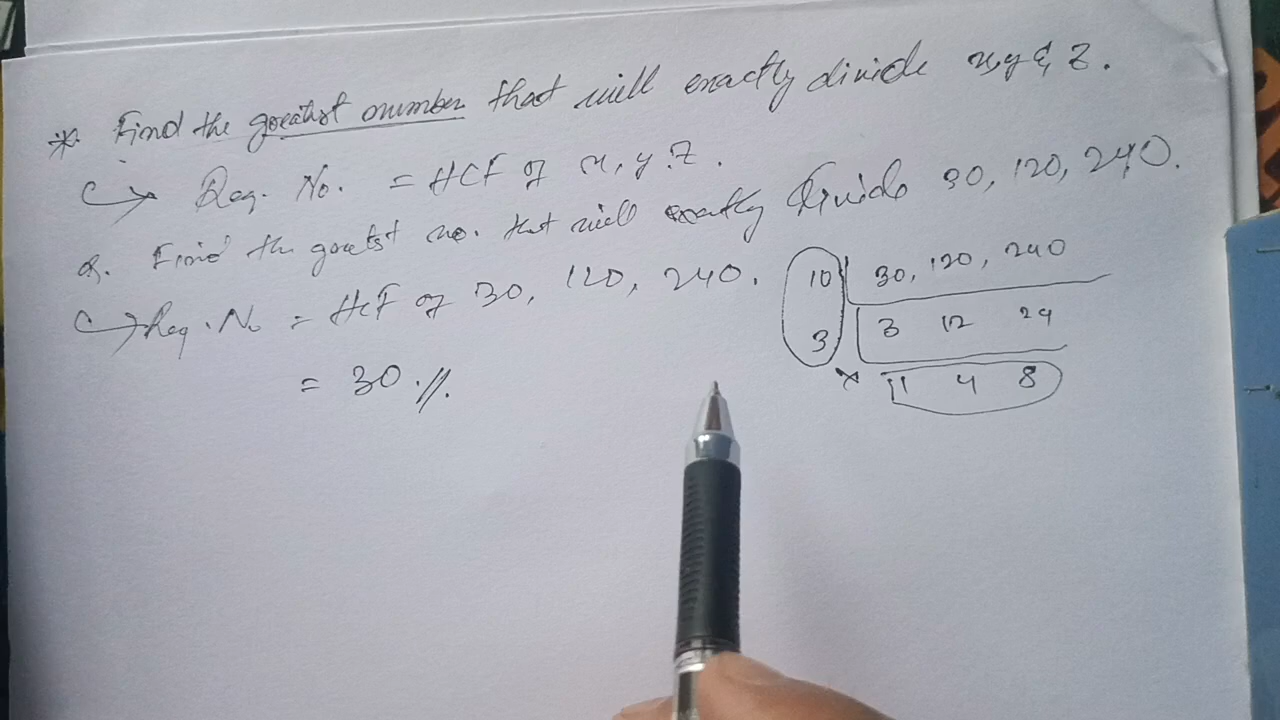 * Find the greatest number that will exactly divide x, y & z.
↪ Req. No. = HCF of x, y, z.
Q. Find the greatst no. that will exactly divide 30, 120, 240.
↪ Req. No = HCF of 30, 120, 240.
= 30 //.
10 | 30, 120, 240
3 | 3 12 24
* 1 4 8